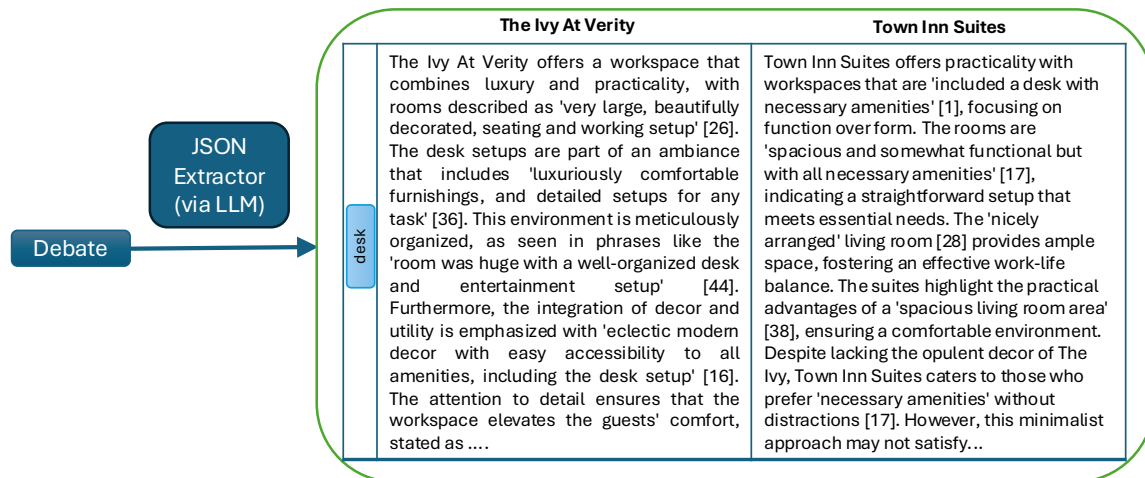 The Ivy At Verity
Town Inn Suites
Debate
JSON
Extractor
(via LLM)
desk
The Ivy At Verity offers a workspace that
combines luxury and practicality, with
rooms described as 'very large, beautifully
decorated, seating and working setup' [26].
The desk setups are part of an ambiance
that includes 'luxuriously comfortable
furnishings, and detailed setups for any
task' [36]. This environment is meticulously
organized, as seen in phrases like the
'room was huge with a well-organized desk
and entertainment setup' [44].
Furthermore, the integration of decor and
utility is emphasized with 'eclectic modern
decor with easy accessibility to all
amenities, including the desk setup' [16].
The attention to detail ensures that the
workspace elevates the guests' comfort,
stated as ....
Town Inn Suites offers practicality with
workspaces that are 'included a desk with
necessary amenities' [1], focusing on
function over form. The rooms are
'spacious and somewhat functional but
with all necessary amenities' [17],
indicating a straightforward setup that
meets essential needs. The 'nicely
arranged' living room [28] provides ample
space, fostering an effective work-life
balance. The suites highlight the practical
advantages of a 'spacious living room area'
[38], ensuring a comfortable environment.
Despite lacking the opulent decor of The
Ivy, Town Inn Suites caters to those who
prefer 'necessary amenities' without
distractions [17]. However, this minimalist
approach may not satisfy...